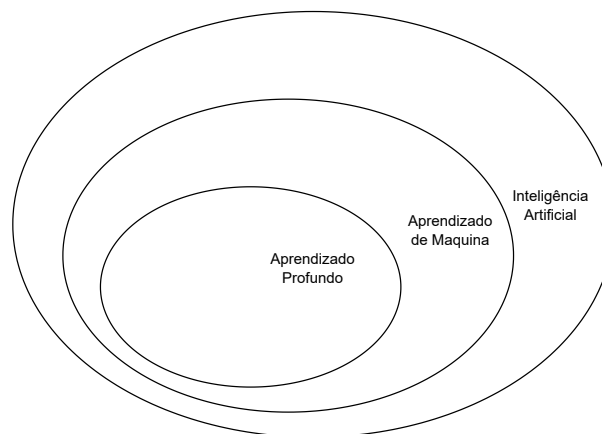 Inteligência
Artificial
Aprendizado
de Maquina
Aprendizado
Profundo